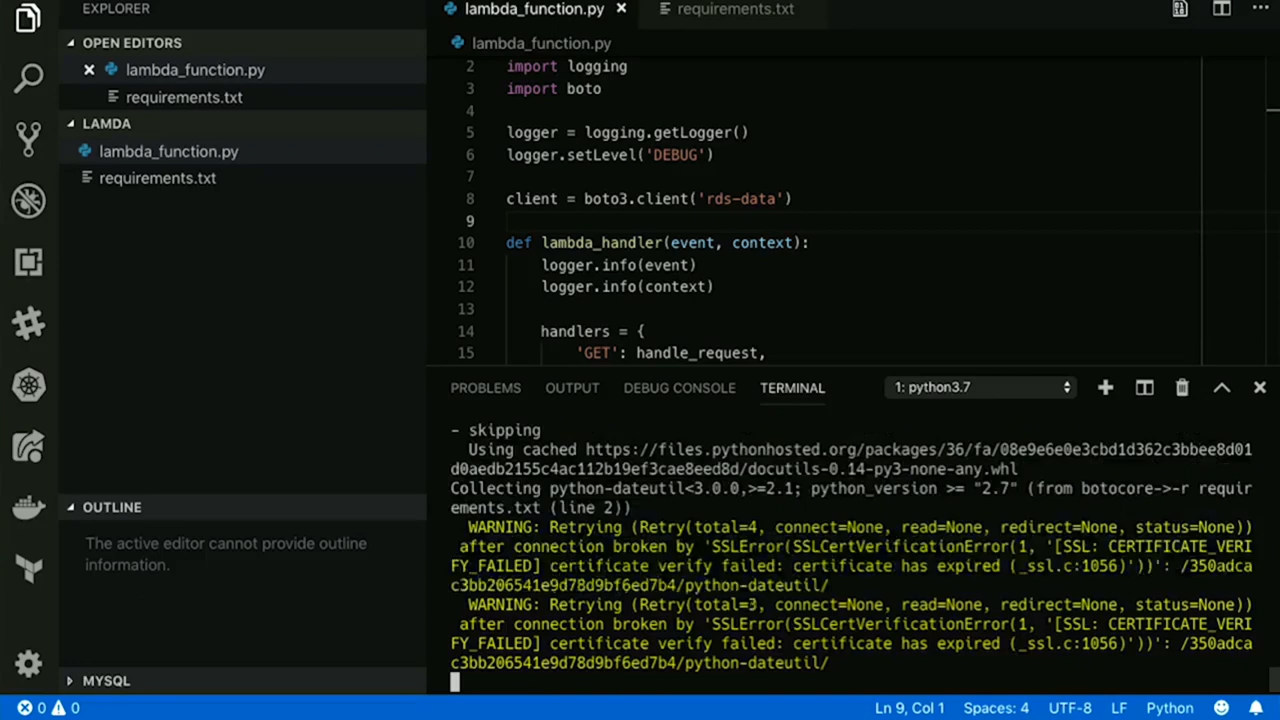 EXPLORER
OPEN EDITORS
lambda_function.py
requirements.txt
LAMDA
lambda_function.py
requirements.txt
OUTLINE
The active editor cannot provide outline
information.
MYSQL
lambda_function.py
requirements.txt
lambda_function.py
2 import logging
3 import boto
4
5 logger = logging.getLogger()
6 logger.setLevel('DEBUG')
7
8 client = boto3.client('rds-data')
9
10 def lambda_handler(event, context):
11 logger.info(event)
12 logger.info(context)
13
14 handlers = {
15 'GET': handle_request,
PROBLEMS OUTPUT DEBUG CONSOLE TERMINAL 1: python3.7
- skipping
Using cached https://files.pythonhosted.org/packages/36/fa/08e9e6e0e3cbd1d362c3bbee8d01
d0aedb2155c4ac112b19ef3cae8eed8d/docutils-0.14-py3-none-any.whl
Collecting python-dateutil<3.0.0,>=2.1; python_version >= "2.7" (from botocore->-r requir
ements.txt (line 2))
WARNING: Retrying (Retry(total=4, connect=None, read=None, redirect=None, status=None))
after connection broken by 'SSLError(SSLCertVerificationError(1, '[SSL: CERTIFICATE_VERI
FY_FAILED] certificate verify failed: certificate has expired (_ssl.c:1056)'))': /350adca
c3bb206541e9d78d9bf6ed7b4/python-dateutil/
WARNING: Retrying (Retry(total=3, connect=None, read=None, redirect=None, status=None))
after connection broken by 'SSLError(SSLCertVerificationError(1, '[SSL: CERTIFICATE_VERI
FY_FAILED] certificate verify failed: certificate has expired (_ssl.c:1056)'))': /350adca
c3bb206541e9d78d9bf6ed7b4/python-dateutil/
0 0 Ln 9, Col 1 Spaces: 4 UTF-8 LF Python